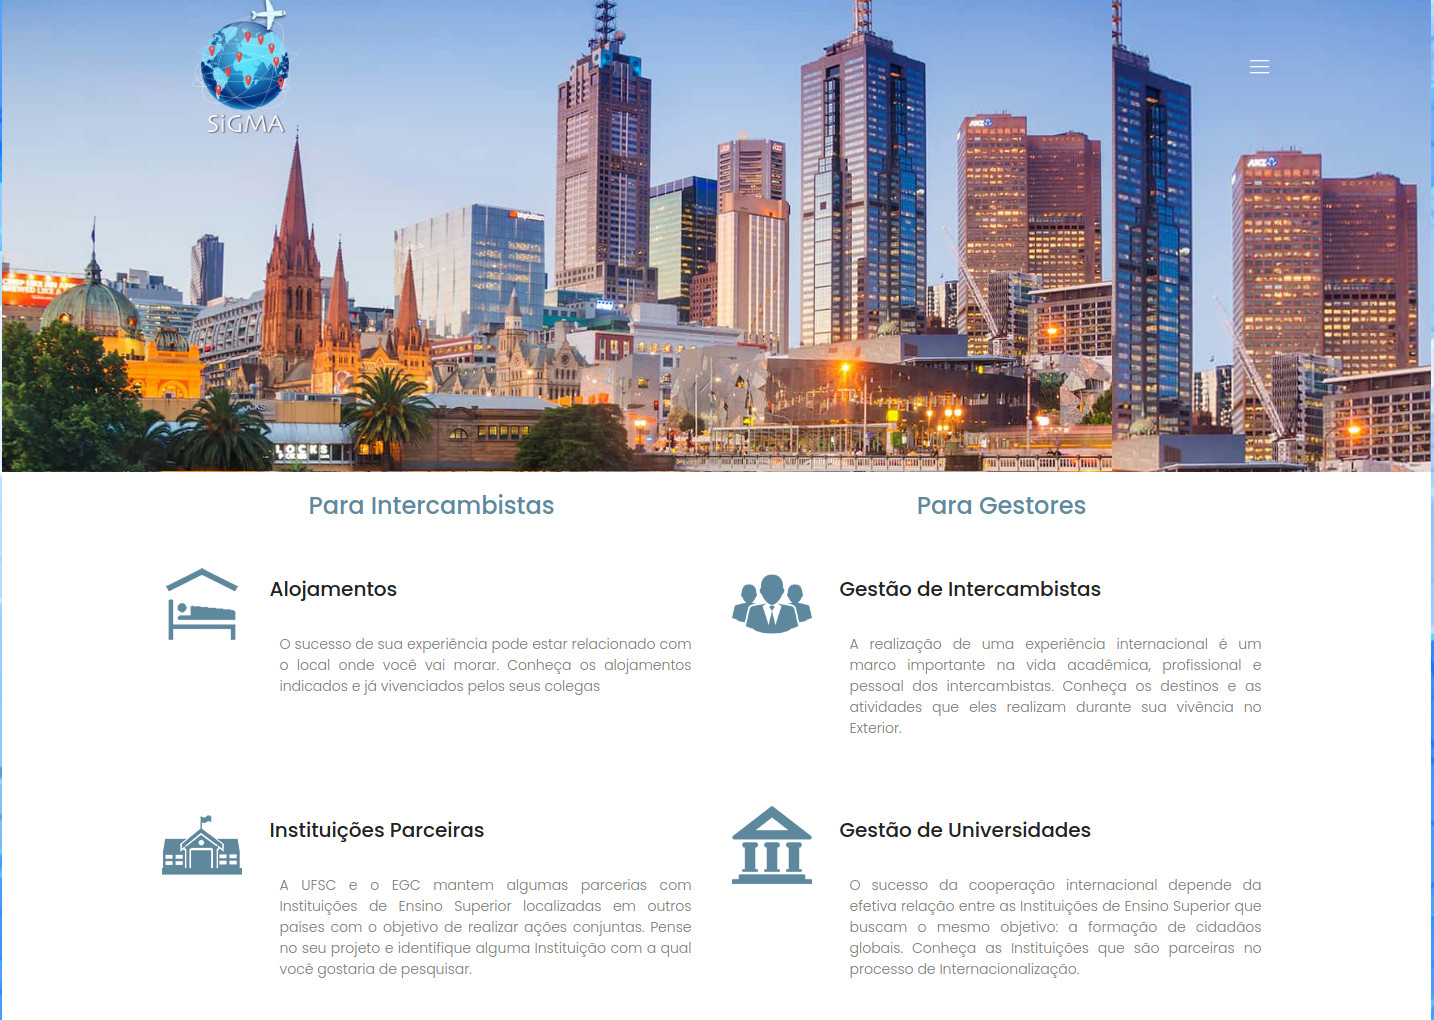 SiGMA
ANZ
ANZ
SOFITEL
LOCKS
Para Intercambistas
Para Gestores
Alojamentos
O sucesso de sua experiência pode estar relacionado com
o local onde você vai morar. Conheça os alojamentos
indicados e já vivenciados pelos seus colegas
Gestão de Intercambistas
A realização de uma experiência internacional é um
marco importante na vida acadêmica, profissional e
pessoal dos intercambistas. Conheça os destinos e as
atividades que eles realizam durante sua vivência no
Exterior.
Instituições Parceiras
A UFSC e o EGC mantem algumas parcerias com
Instituições de Ensino Superior localizadas em outros
países com o objetivo de realizar ações conjuntas. Pense
no seu projeto e identifique alguma Instituição com a qual
você gostaria de pesquisar.
Gestão de Universidades
O sucesso da cooperação internacional depende da
efetiva relação entre as Instituições de Ensino Superior que
buscam o mesmo objetivo: a formação de cidadãos
globais. Conheça as Instituições que são parceiras no
processo de Internacionalização.